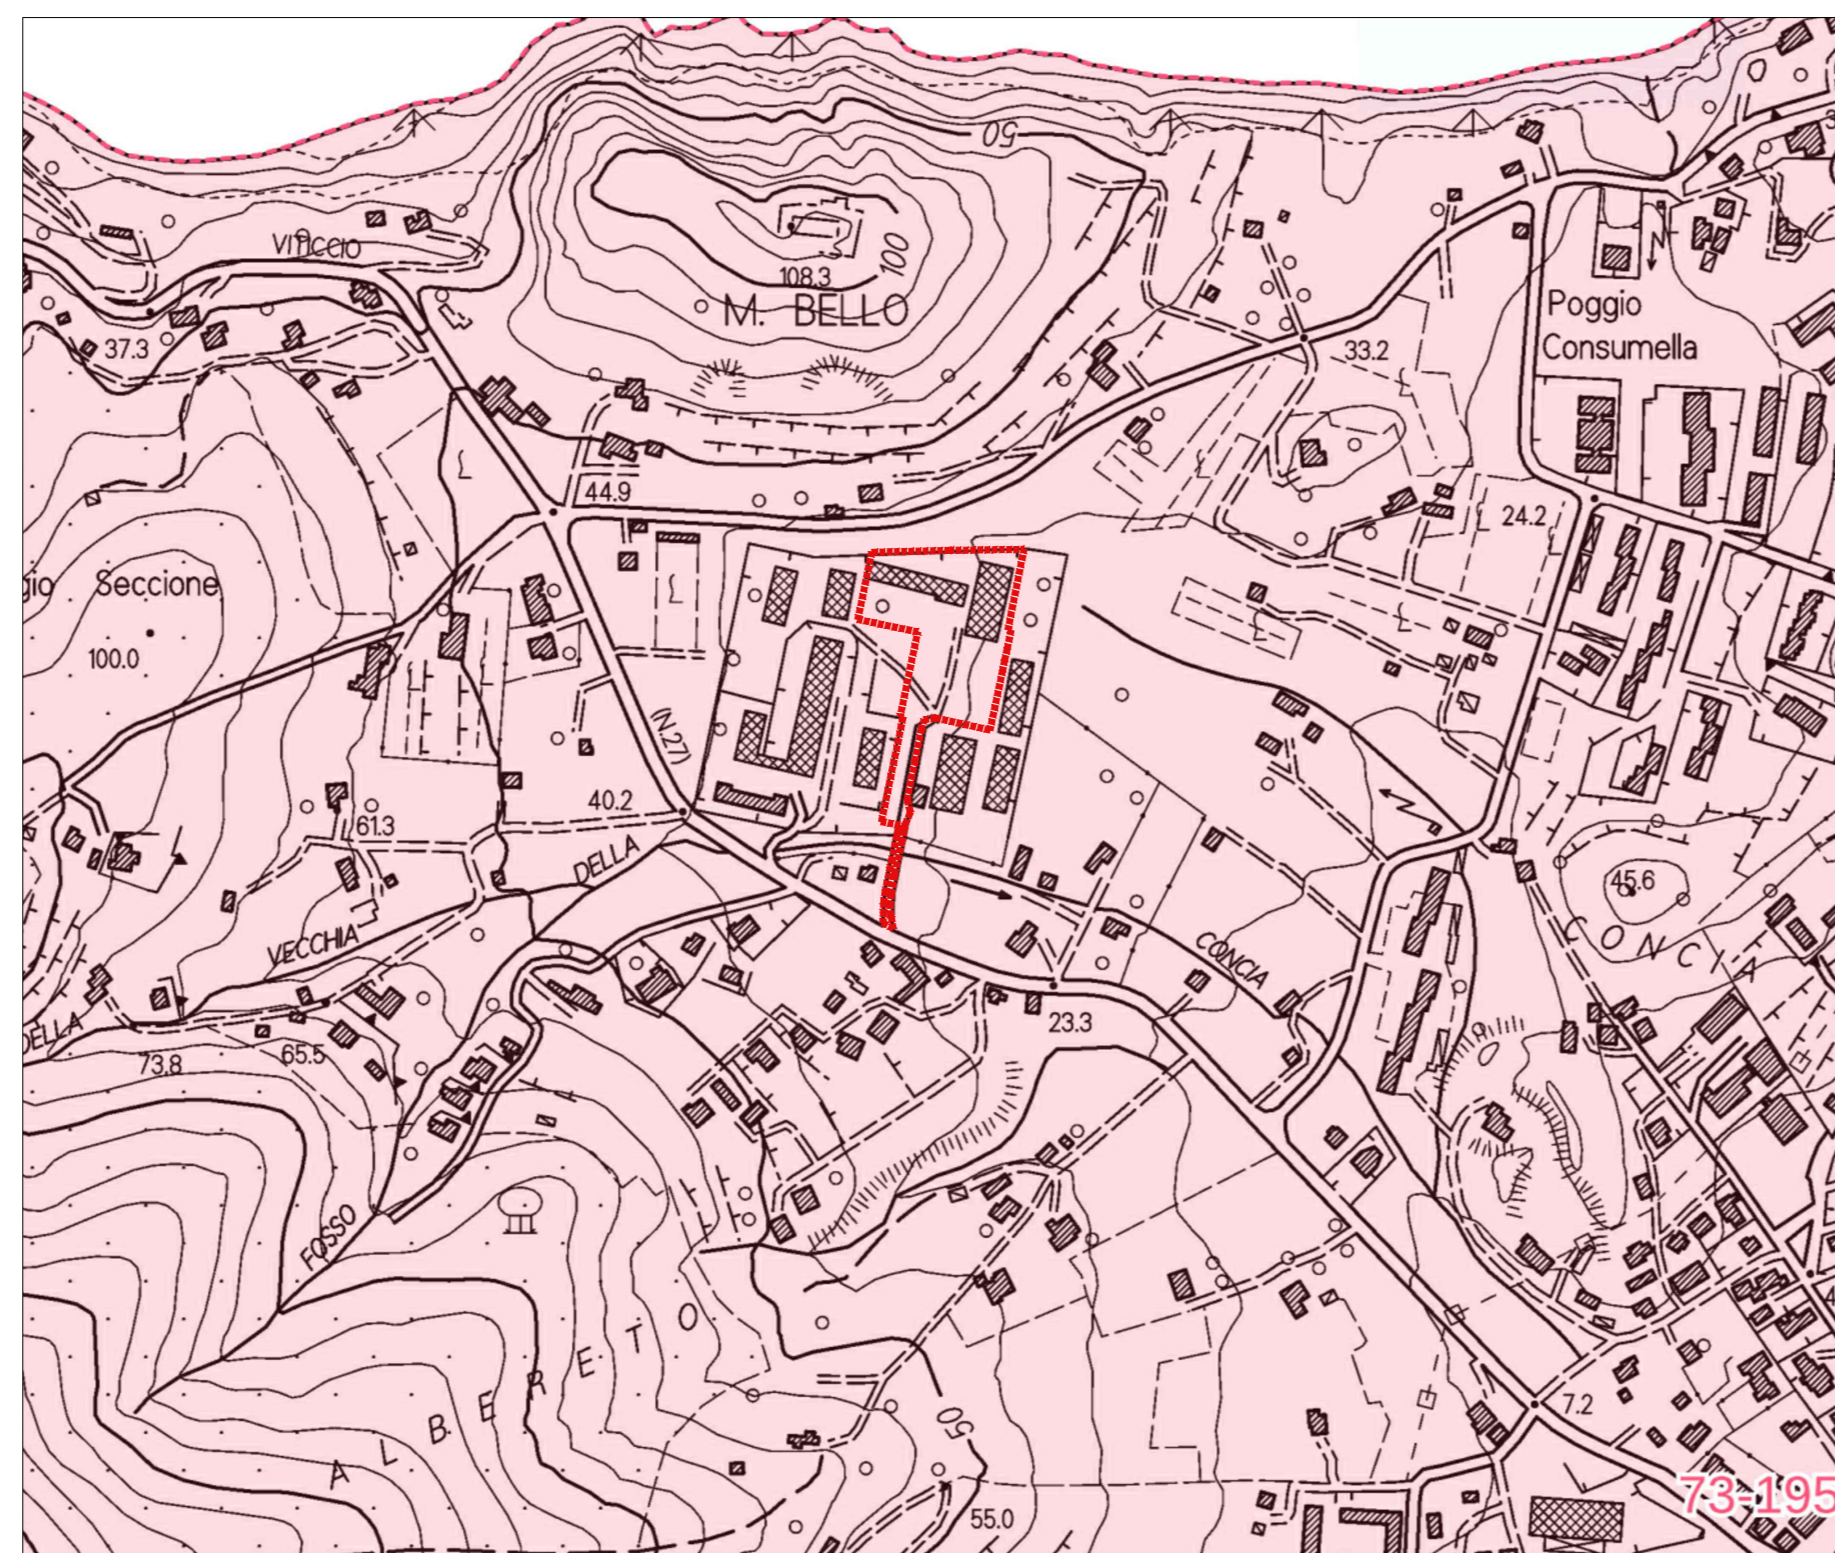 50
VITICCIO
100
108.3
M. BELLO
Poggio
Consumella
37.3
33.2
44.9
24.2
gio Seccione
100.0
(N.27)
40.2
61.3
DELLA
45.6
VECCHIA
CONCIA
CONCIA
DELLA
23.3
73.8
65.5
FOSSO
ALBERETO
7.2
50
73-195
55.0